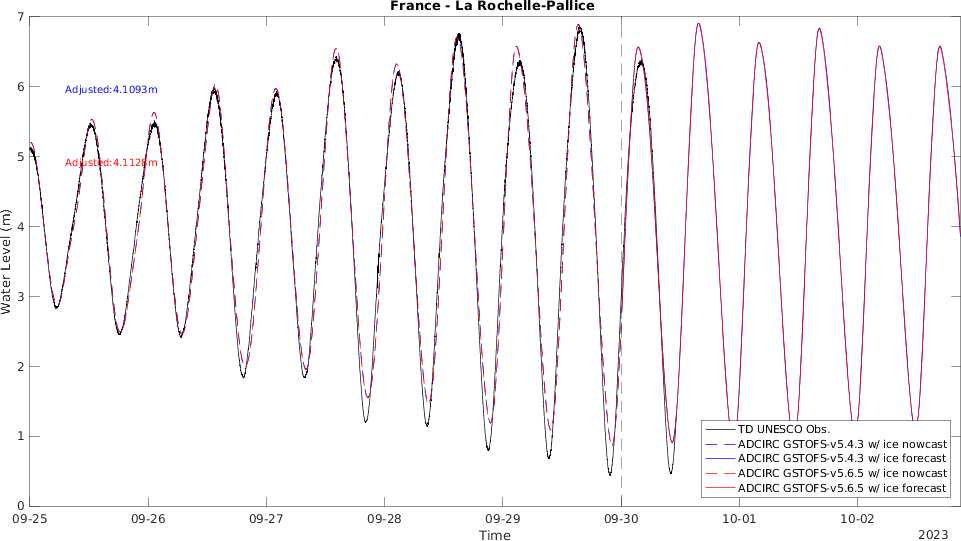 France - La Rochelle-Pallice
7
6
5
4
3
2
1
0
Water Level (m)
Adjusted:4.1093m
Adjusted:4.1128m
TD UNESCO Obs.
ADCIRC GSTOFS-v5.4.3 w/ ice nowcast
ADCIRC GSTOFS-v5.4.3 w/ ice forecast
ADCIRC GSTOFS-v5.6.5 w/ ice nowcast
ADCIRC GSTOFS-v5.6.5 w/ ice forecast
09-25 09-26 09-27 09-28 09-29 09-30 10-01 10-02
Time
2023